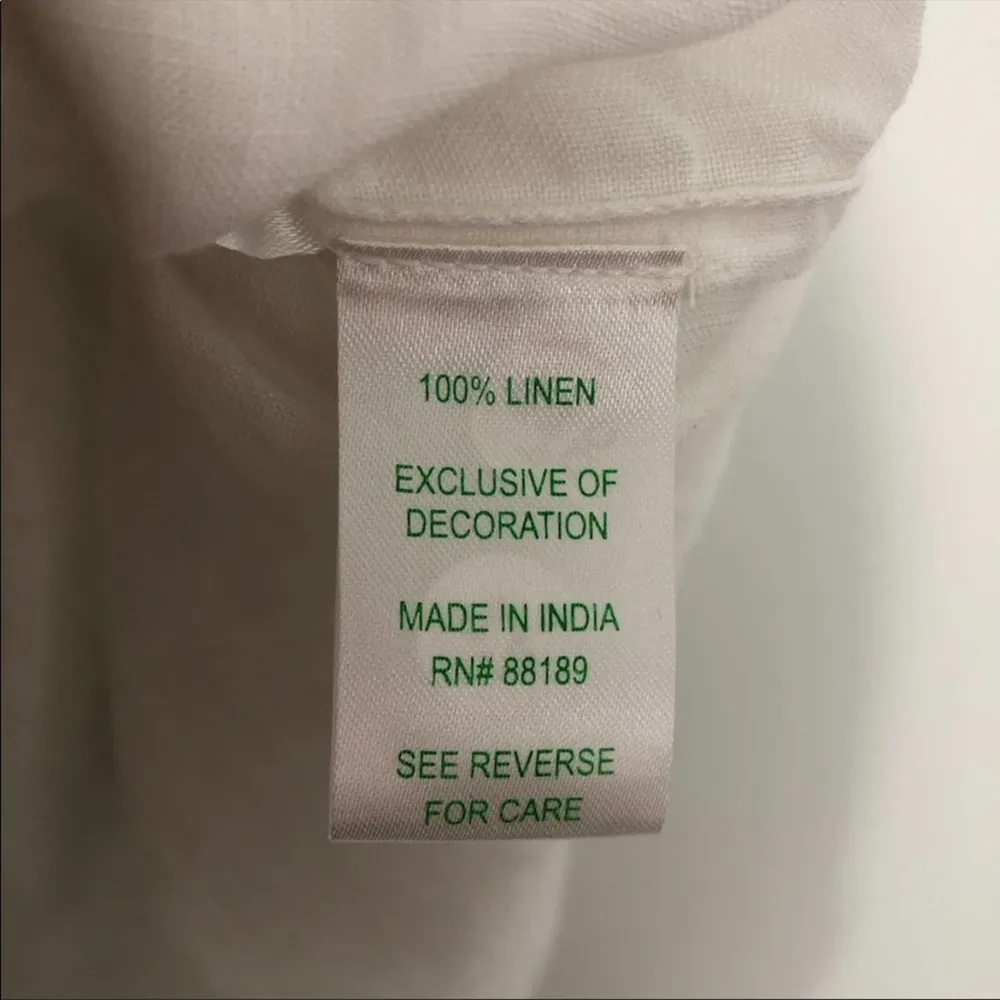 100% LINEN
EXCLUSIVE OF
DECORATION
MADE IN INDIA
RN# 88189
SEE REVERSE
FOR CARE